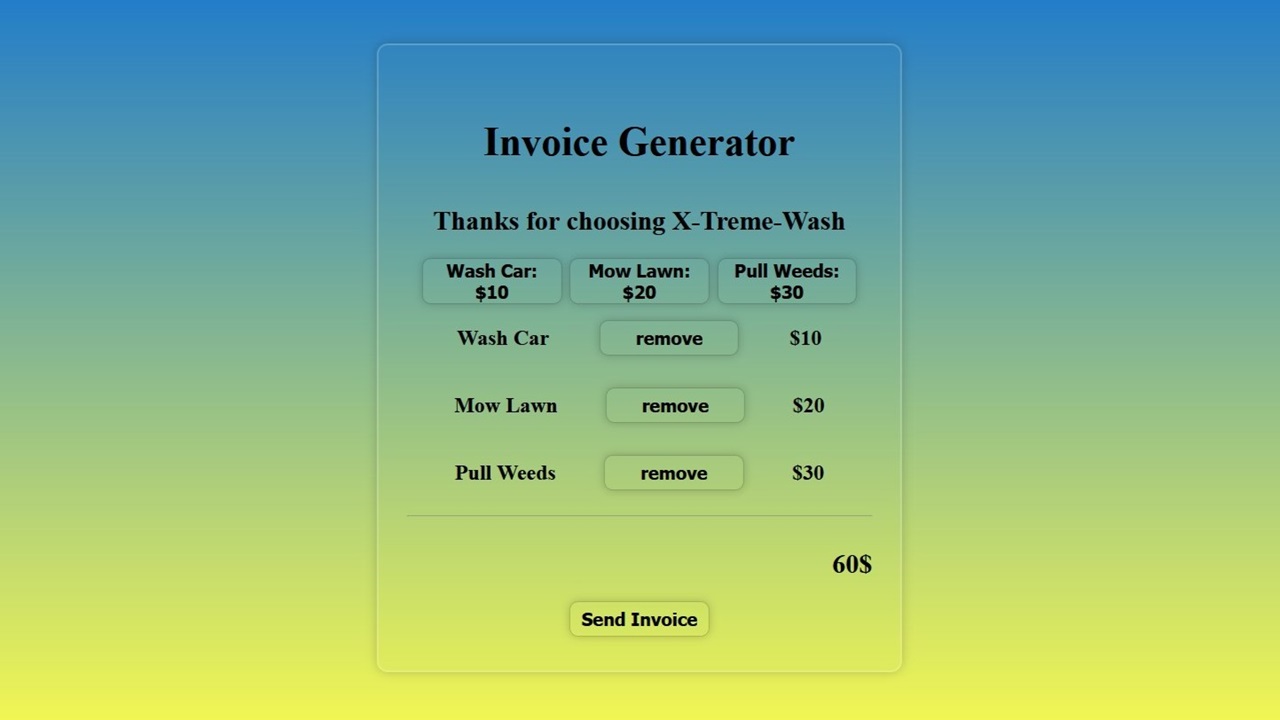 Invoice Generator
Thanks for choosing X-Treme-Wash
Wash Car:
$10
Mow Lawn:
$20
Pull Weeds:
$30
Wash Car remove $10
Mow Lawn remove $20
Pull Weeds remove $30
60$
Send Invoice